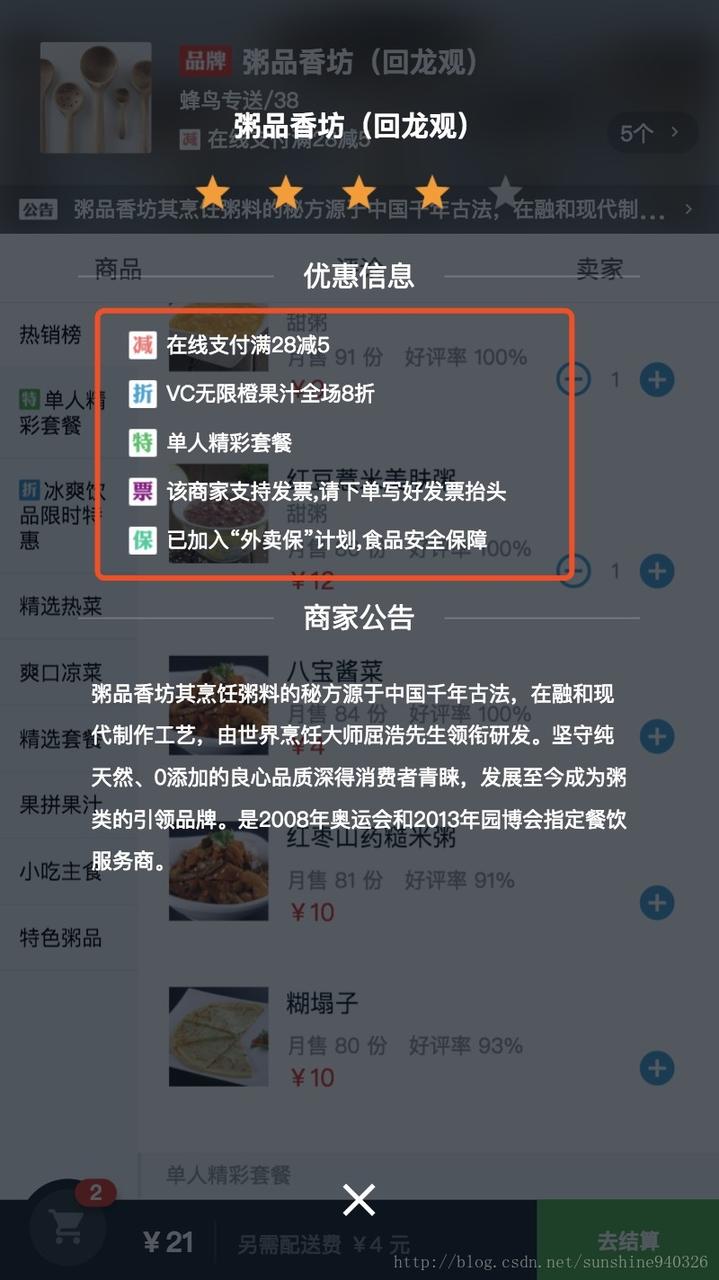 品牌 粥品香坊（回龙观）
蜂鸟专送/38
粥品香坊（回龙观）
减 在线支付满28减5
5个 >
公告 粥品香坊其烹饪粥料的秘方源于中国千年古法，在融和现代制... >
商品 评论 卖家
优惠信息
热销榜
特 单人精
彩套餐
折 冰爽饮
品限时特
惠
精选热菜
爽口凉菜
精选套餐
果拼果汁
小吃主食
特色粥品
甜粥
月售 91 份 好评率 100%
1
减 在线支付满28减5
折 VC无限橙果汁全场8折
特 单人精彩套餐
票 该商家支持发票,请下单写好发票抬头
保 已加入“外卖保”计划,食品安全保障
红豆薏米美肤粥
甜粥
100%
¥12
1
商家公告
八宝酱菜
月售 84 份 好评率 100%
¥4
粥品香坊其烹饪粥料的秘方源于中国千年古法，在融和现
代制作工艺，由世界烹饪大师屈浩先生领衔研发。坚守纯
天然、0添加的良心品质深得消费者青睐，发展至今成为粥
类的引领品牌。是2008年奥运会和2013年园博会指定餐饮
服务商。
红枣山药糙米粥
月售 81 份 好评率 91%
¥10
糊塌子
月售 80 份 好评率 93%
¥10
单人精彩套餐
2
¥21 另需配送费 ¥4 元
去结算
http://blog.csdn.net/sunshine940326